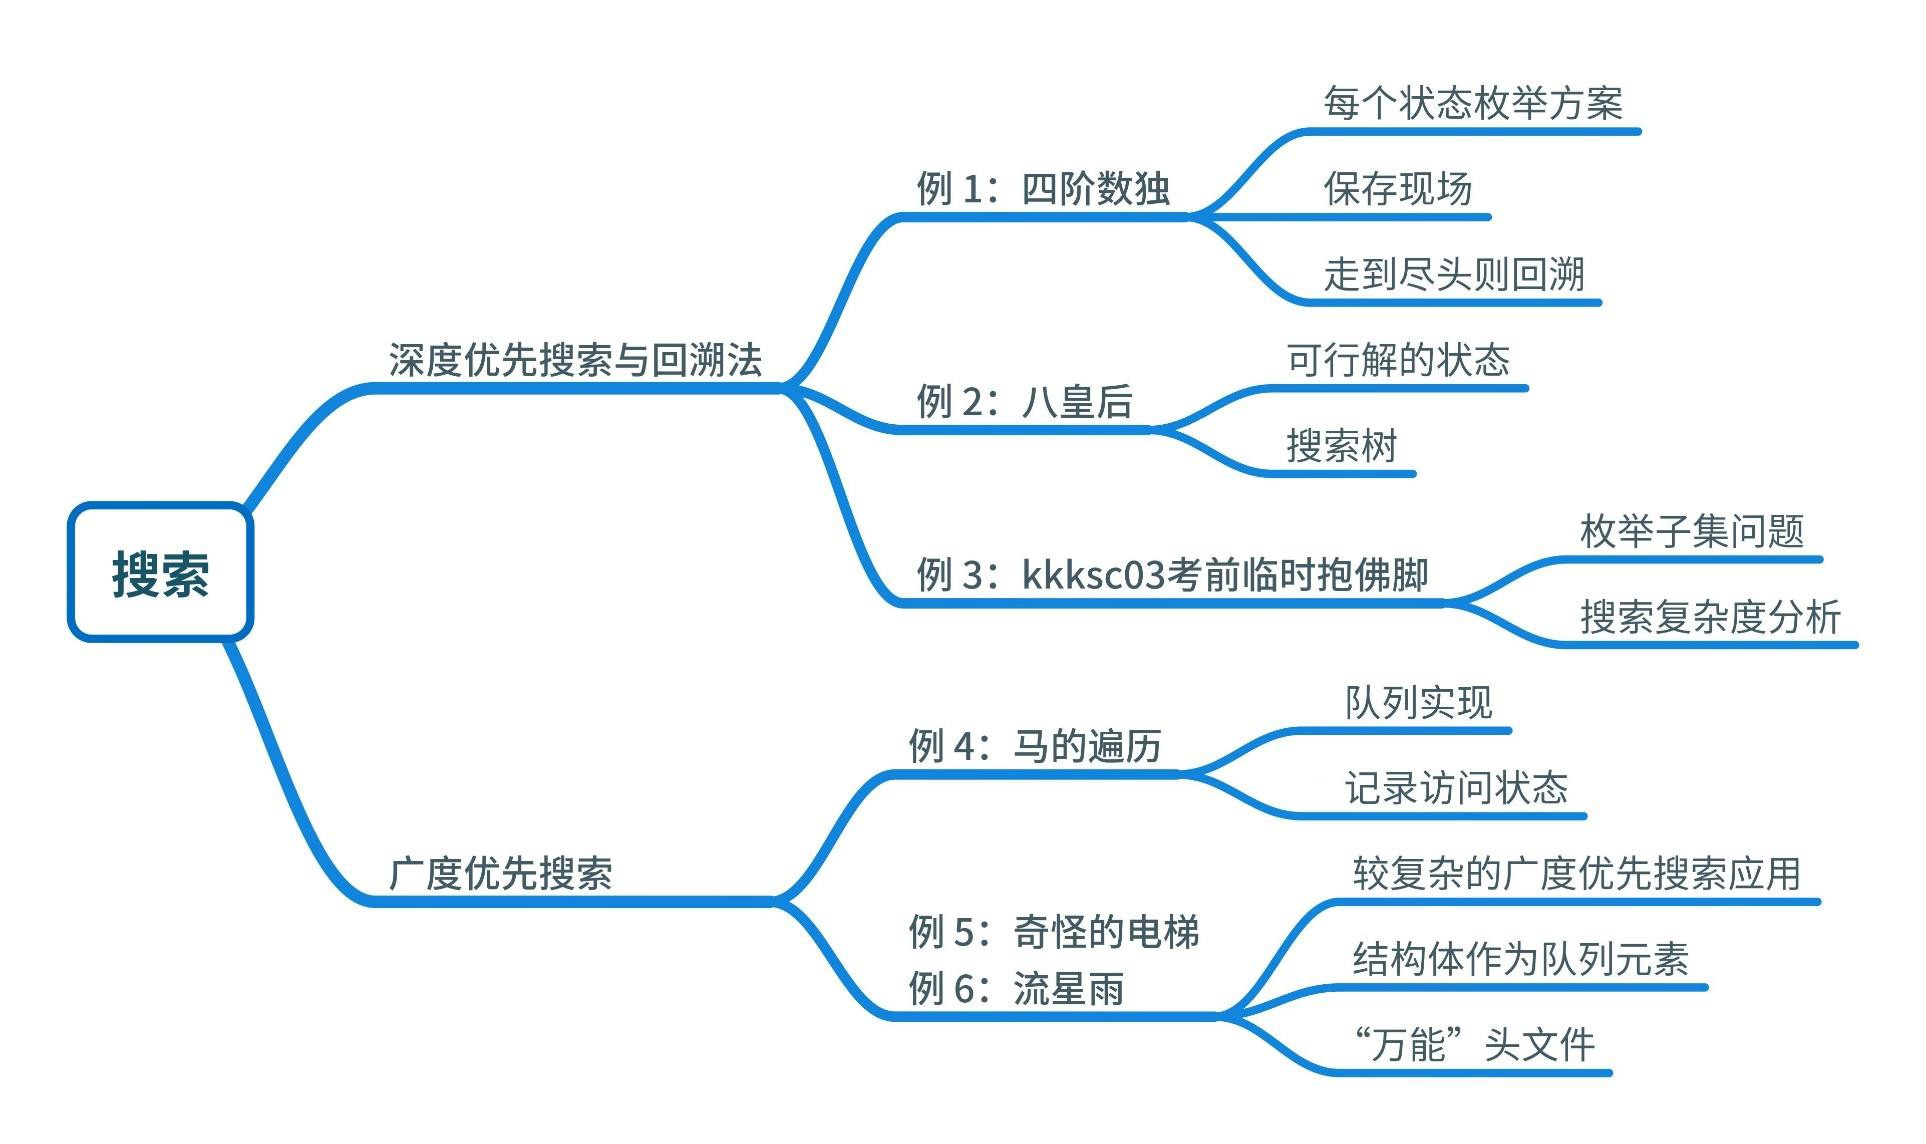 搜索
深度优先搜索与回溯法
例 1：四阶数独
每个状态枚举方案
保存现场
走到尽头则回溯
例 2：八皇后
可行解的状态
搜索树
例 3：kkksc03考前临时抱佛脚
枚举子集问题
搜索复杂度分析
广度优先搜索
例 4：马的遍历
队列实现
记录访问状态
例 5：奇怪的电梯
例 6：流星雨
较复杂的广度优先搜索应用
结构体作为队列元素
“万能”头文件